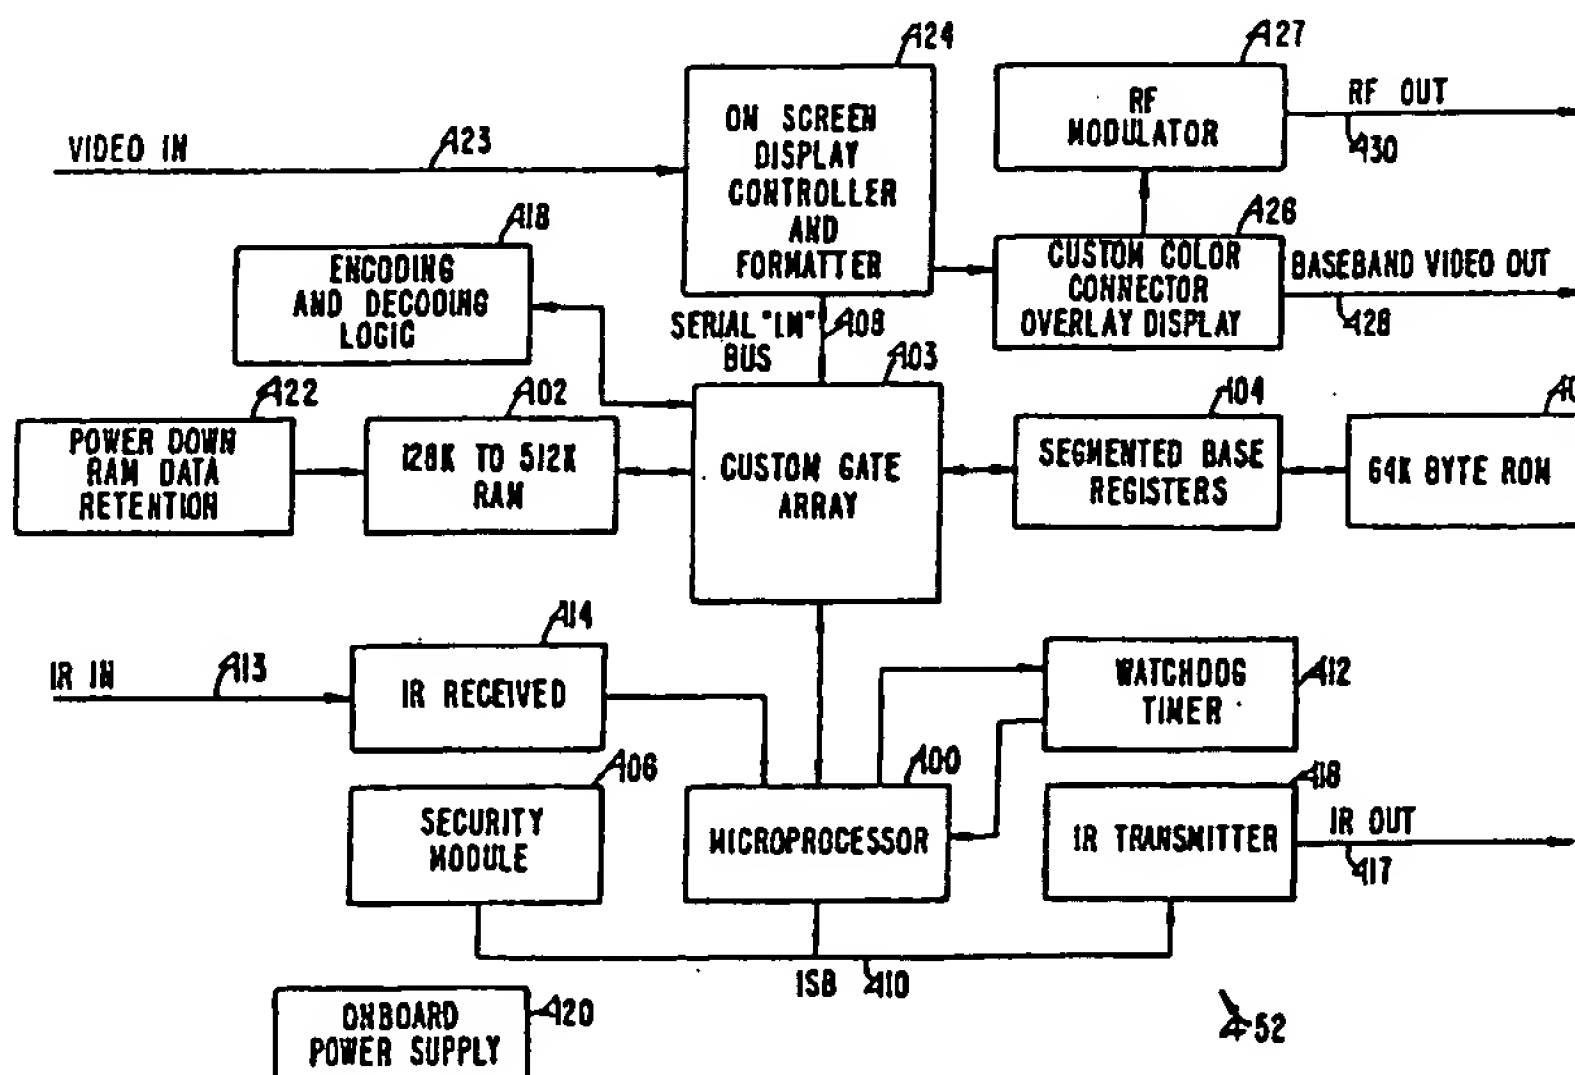 424
427
ON SCREEN
DISPLAY
CONTROLLER
AND
FORMATTER
RF
MODULATOR
RF OUT
430
VIDEO IN
423
418
ENCODING
AND DECODING
LOGIC
426
CUSTOM COLOR
CONNECTOR
OVERLAY DISPLAY
BASEBAND VIDEO OUT
428
SERIAL "IM"
BUS
408
403
422
POWER DOWN
RAM DATA
RETENTION
402
128K TO 512K
RAM
CUSTOM GATE
ARRAY
404
SEGMENTED BASE
REGISTERS
40
64K BYTE ROM
IR IN
413
414
IR RECEIVED
WATCHDOG
TIMER
412
406
SECURITY
MODULE
400
MICROPROCESSOR
418
IR TRANSMITTER
IR OUT
417
ISB
410
ONBOARD
POWER SUPPLY
420
52